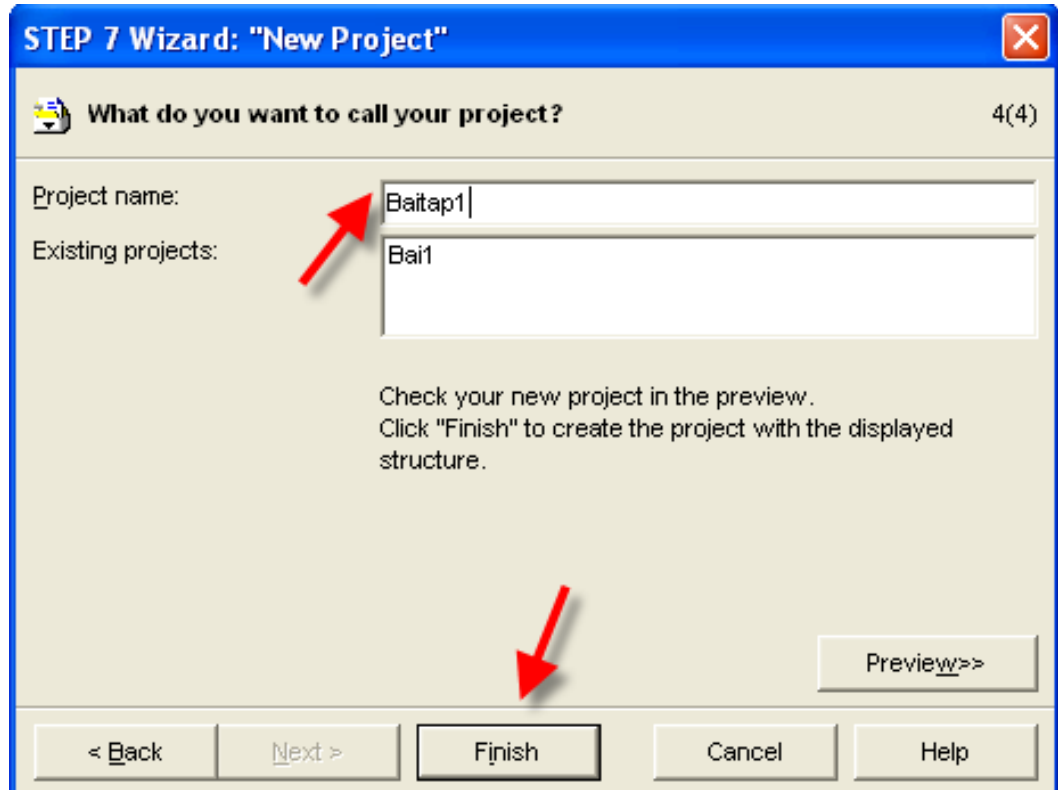 STEP 7 Wizard: "New Project"
What do you want to call your project?
4(4)
Project name:
Baitap1
Existing projects:
Bai1
Check your new project in the preview.
Click "Finish" to create the project with the displayed
structure.
Preview>>
< Back
Next >
Finish
Cancel
Help